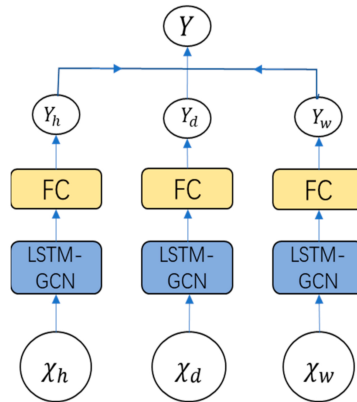 Y
Y_h Y_d Y_w
FC FC FC
LSTM- LSTM- LSTM-
GCN GCN GCN
χ_h χ_d χ_w